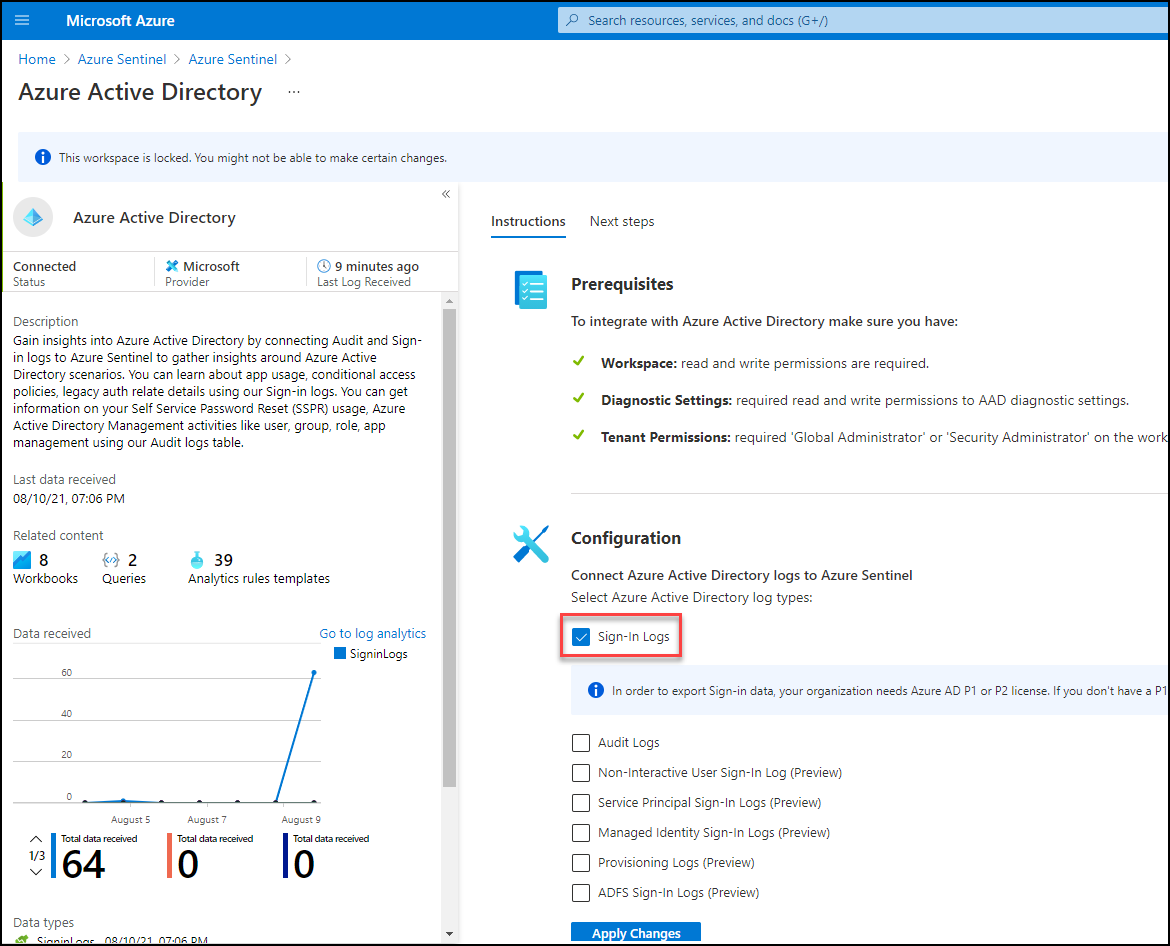 Microsoft Azure
Search resources, services, and docs (G+/)
Home > Azure Sentinel > Azure Sentinel >
Azure Active Directory ...
This workspace is locked. You might not be able to make certain changes.
«
Azure Active Directory
Connected
Status
Microsoft
Provider
9 minutes ago
Last Log Received
Description
Gain insights into Azure Active Directory by connecting Audit and Sign-
in logs to Azure Sentinel to gather insights around Azure Active
Directory scenarios. You can learn about app usage, conditional access
policies, legacy auth relate details using our Sign-in logs. You can get
information on your Self Service Password Reset (SSPR) usage, Azure
Active Directory Management activities like user, group, role, app
management using our Audit logs table.
Last data received
08/10/21, 07:06 PM
Related content
8
Workbooks
2
Queries
39
Analytics rules templates
Data received
Go to log analytics
SigninLogs
60
40
20
0
August 5
August 7
August 9
1/3
Total data received
64
Total data received
0
Total data received
0
Data types
SigninLogs 08/10/21, 07:06 PM
Instructions
Next steps
Prerequisites
To integrate with Azure Active Directory make sure you have:
Workspace: read and write permissions are required.
Diagnostic Settings: required read and write permissions to AAD diagnostic settings.
Tenant Permissions: required 'Global Administrator' or 'Security Administrator' on the work
Configuration
Connect Azure Active Directory logs to Azure Sentinel
Select Azure Active Directory log types:
Sign-In Logs
In order to export Sign-in data, your organization needs Azure AD P1 or P2 license. If you don't have a P1
Audit Logs
Non-Interactive User Sign-In Log (Preview)
Service Principal Sign-In Logs (Preview)
Managed Identity Sign-In Logs (Preview)
Provisioning Logs (Preview)
ADFS Sign-In Logs (Preview)
Apply Changes